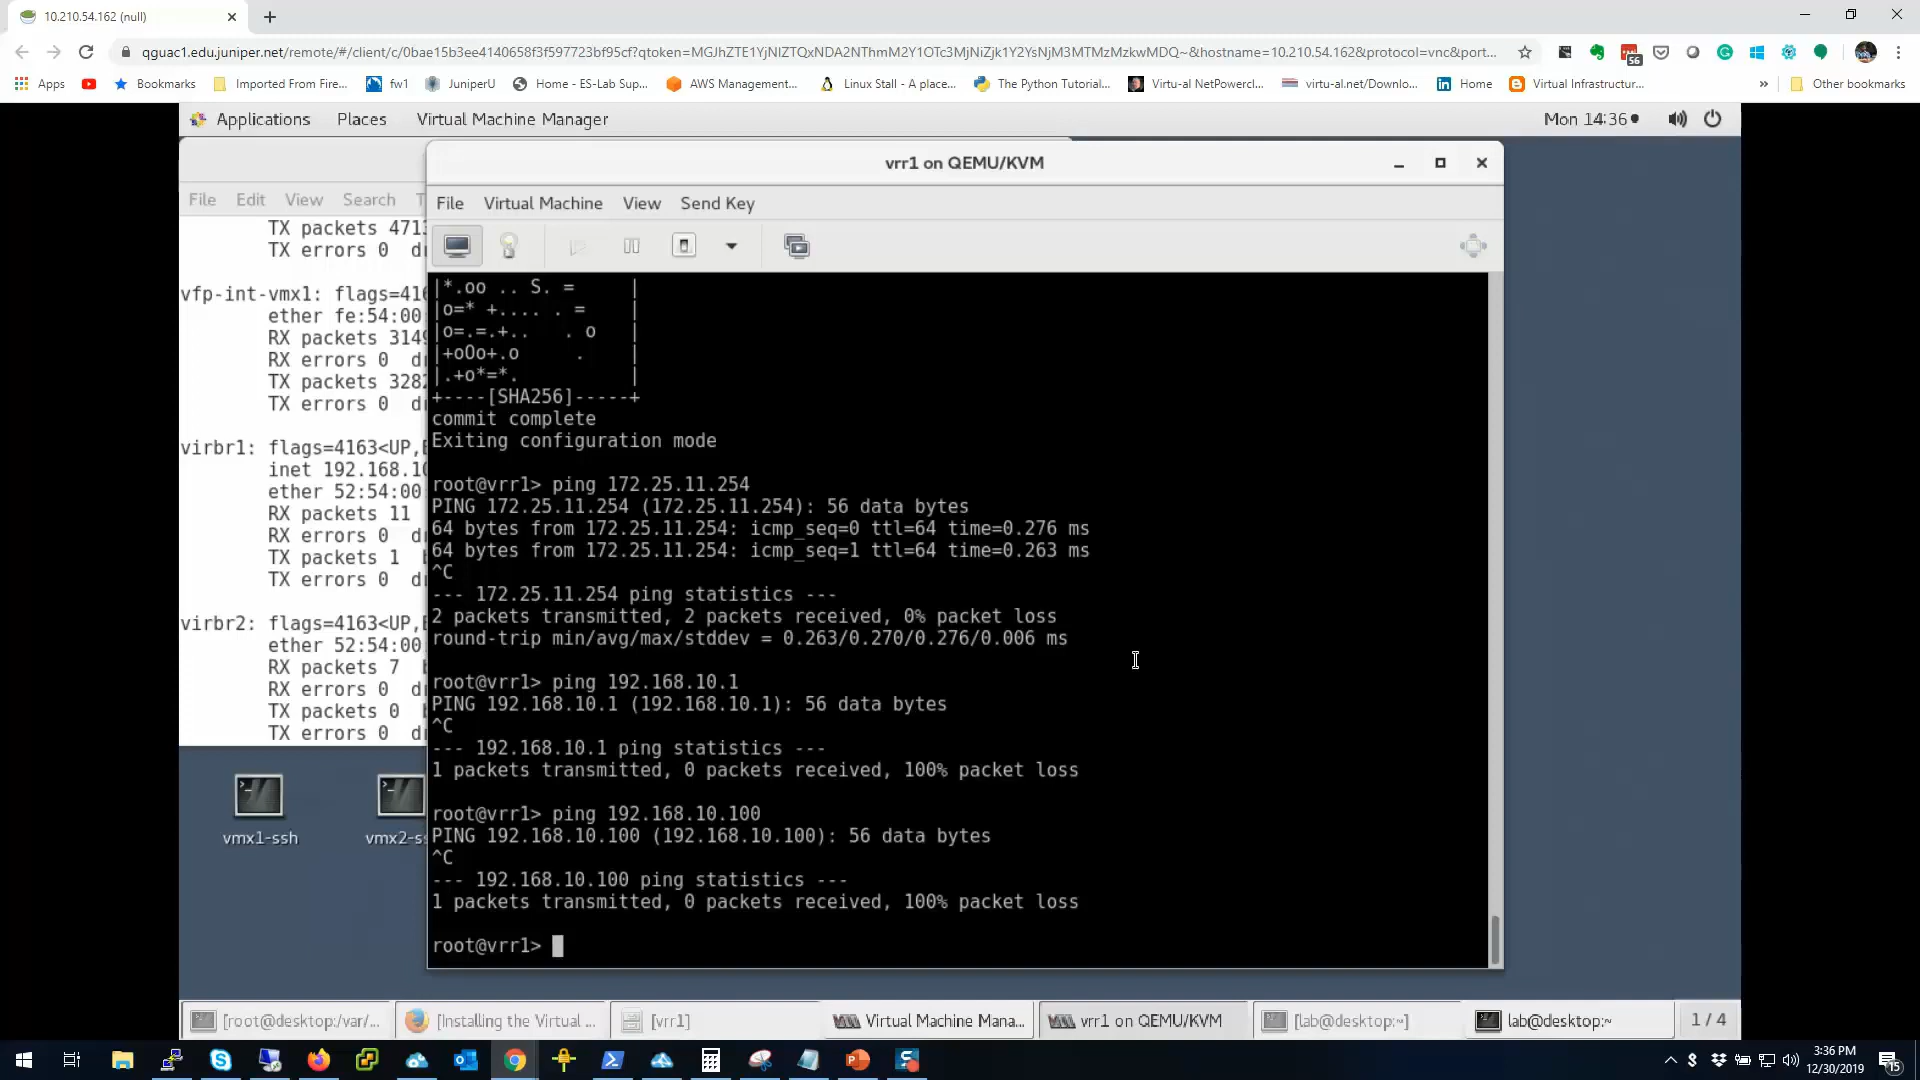 10.210.54.162 (null)
qguac1.edu.juniper.net/remote/#/client/c/0bae15b3ee4140658f3f597723bf95cf?qtoken=MGJhZTE1YjNlZTQxNDA2NThmM2Y1OTc3MjNiZjk1Y2YsNjM3MTMzMzkwMDQ~&hostname=10.210.54.162&protocol=vnc&port...
56
Apps
Bookmarks
Imported From Fire...
fw1
JuniperU
Home - ES-Lab Sup...
AWS Management...
Linux Stall - A place...
The Python Tutorial...
Virtu-al NetPowercl...
virtu-al.net/Downlo...
Home
Virtual Infrastructur...
»
Other bookmarks
Applications Places Virtual Machine Manager
Mon 14:36
File Edit View Search T
TX packets 4713
TX errors 0 dr
vfp-int-vmx1: flags=416
ether fe:54:00:
RX packets 3149
RX errors 0 dr
TX packets 3282
TX errors 0 dr
virbr1: flags=4163<UP,B
inet 192.168.10
ether 52:54:00:
RX packets 11
RX errors 0 dr
TX packets 1 b
TX errors 0 dr
virbr2: flags=4163<UP,B
ether 52:54:00:
RX packets 7 b
RX errors 0 dr
TX packets 0 b
TX errors 0 dr
vrr1 on QEMU/KVM
File Virtual Machine View Send Key
|*.oo .. S. = |
|o=* +.... . = |
|o=.=.+.. . o |
|+oOo+.o . |
|.+o*=*. |
+----[SHA256]-----+
commit complete
Exiting configuration mode
root@vrr1> ping 172.25.11.254
PING 172.25.11.254 (172.25.11.254): 56 data bytes
64 bytes from 172.25.11.254: icmp_seq=0 ttl=64 time=0.276 ms
64 bytes from 172.25.11.254: icmp_seq=1 ttl=64 time=0.263 ms
^C
--- 172.25.11.254 ping statistics ---
2 packets transmitted, 2 packets received, 0% packet loss
round-trip min/avg/max/stddev = 0.263/0.270/0.276/0.006 ms
root@vrr1> ping 192.168.10.1
PING 192.168.10.1 (192.168.10.1): 56 data bytes
^C
--- 192.168.10.1 ping statistics ---
1 packets transmitted, 0 packets received, 100% packet loss
root@vrr1> ping 192.168.10.100
PING 192.168.10.100 (192.168.10.100): 56 data bytes
^C
--- 192.168.10.100 ping statistics ---
1 packets transmitted, 0 packets received, 100% packet loss
root@vrr1>
vmx1-ssh
vmx2-ss
[root@desktop:/var/...
[Installing the Virtual ...
[vrr1]
Virtual Machine Mana...
vrr1 on QEMU/KVM
[lab@desktop:~]
lab@desktop:~
1 / 4
3:36 PM
12/30/2019
15